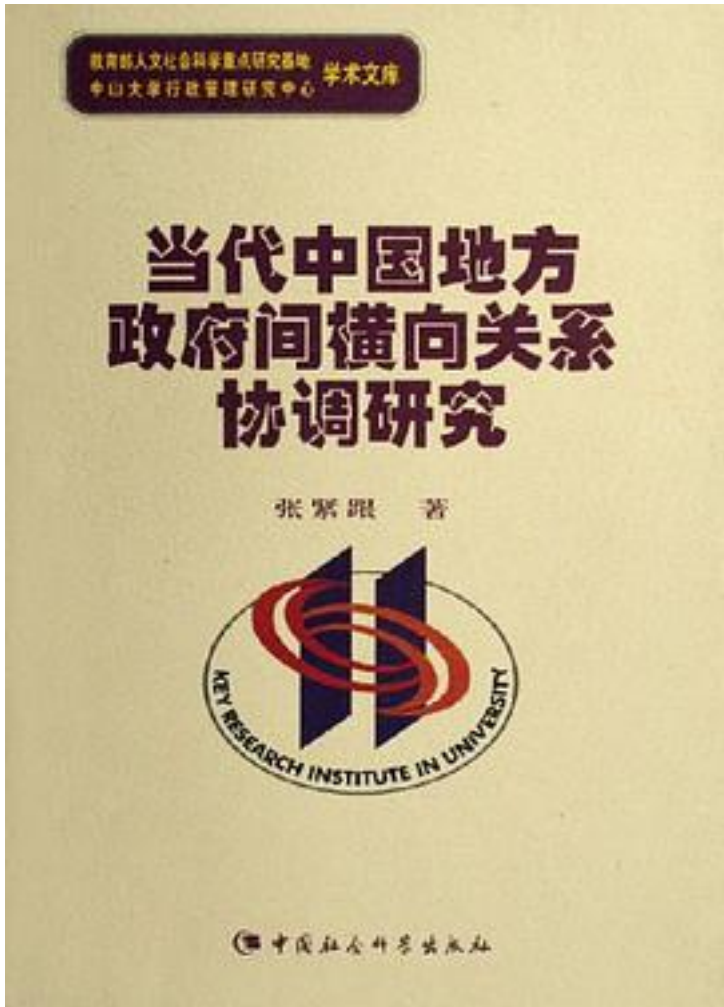 教育部人文社会科学重点研究基地
中山大学行政管理研究中心
学术文库
当代中国地方
政府间横向关系
协调研究
张紧跟 著
KEY RESEARCH INSTITUTE IN UNIVERSITY
中国社会科学出版社